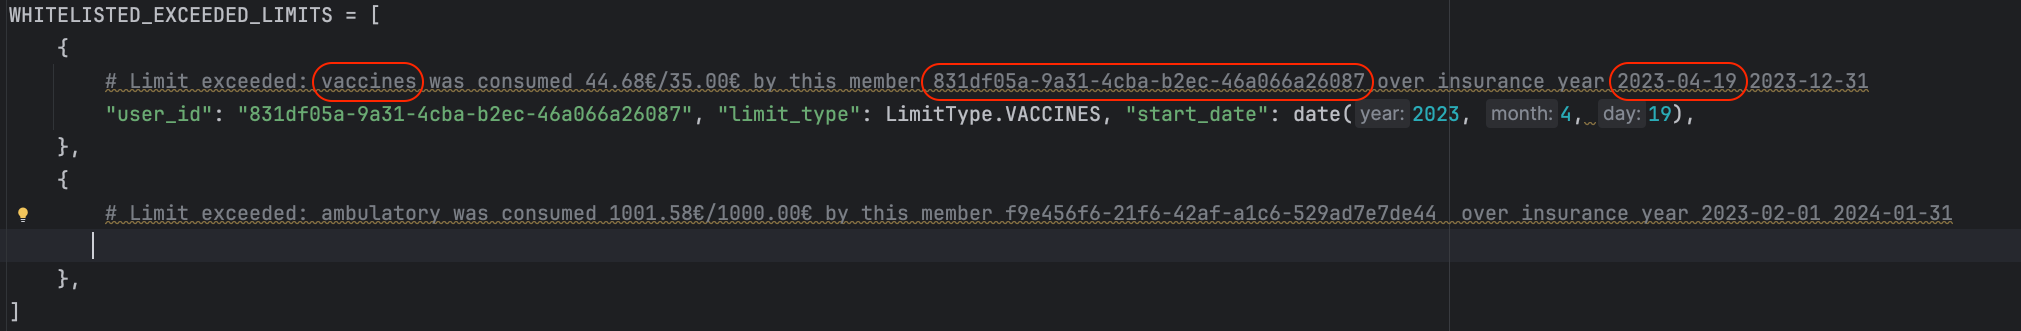 WHITELISTED_EXCEEDED_LIMITS = [
{
# Limit exceeded: vaccines was consumed 44.68€/35.00€ by this member 831df05a-9a31-4cba-b2ec-46a066a26087 over insurance year 2023-04-19 2023-12-31
"user_id": "831df05a-9a31-4cba-b2ec-46a066a26087", "limit_type": LimitType.VACCINES, "start_date": date( year: 2023, month: 4, day: 19),
},
{
# Limit exceeded: ambulatory was consumed 1001.58€/1000.00€ by this member f9e456f6-21f6-42af-a1c6-529ad7e7de44  over insurance year 2023-02-01 2024-01-31
},
]